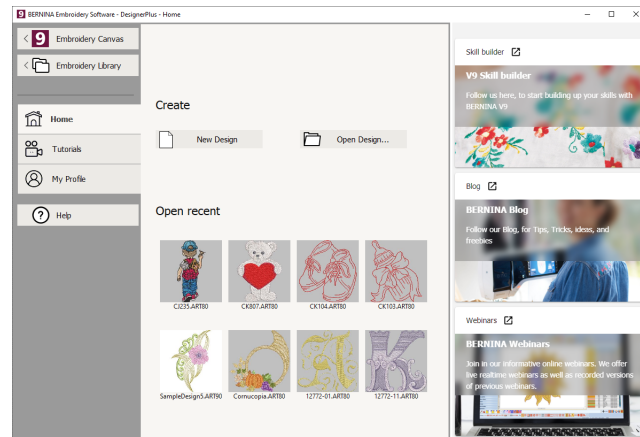 9 BERNINA Embroidery Software - DesignerPlus - Home
9 Embroidery Canvas
Embroidery Library
Home
Tutorials
My Profile
? Help
Create
New Design
Open Design...
Open recent
CJ235.ART80
CK807.ART80
CK104.ART80
CK103.ART80
SampleDesign5.ART90
Cornucopia.ART80
12772-01.ART80
12772-11.ART80
Skill builder
V9 Skill builder
Follow us here, to start building up your skills with
BERNINA V9
Blog
BERNINA Blog
Follow our Blog, for Tips, Tricks, ideas, and
freebies
Webinars
BERNINA Webinars
Join in our informative online webinars. We offer
live realtime webinars as well as recorded versions
of previous webinars.